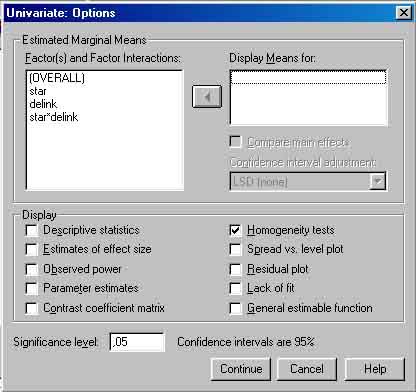 Univariate: Options
Estimated Marginal Means
Factor(s) and Factor Interactions:
(OVERALL)
star
delink
star*delink
Display Means for:
Compare main effects
Confidence interval adjustment:
LSD (none)
Display
Descriptive statistics
Estimates of effect size
Observed power
Parameter estimates
Contrast coefficient matrix
Homogeneity tests
Spread vs. level plot
Residual plot
Lack of fit
General estimable function
Significance level: ,05 Confidence intervals are 95%
Continue Cancel Help